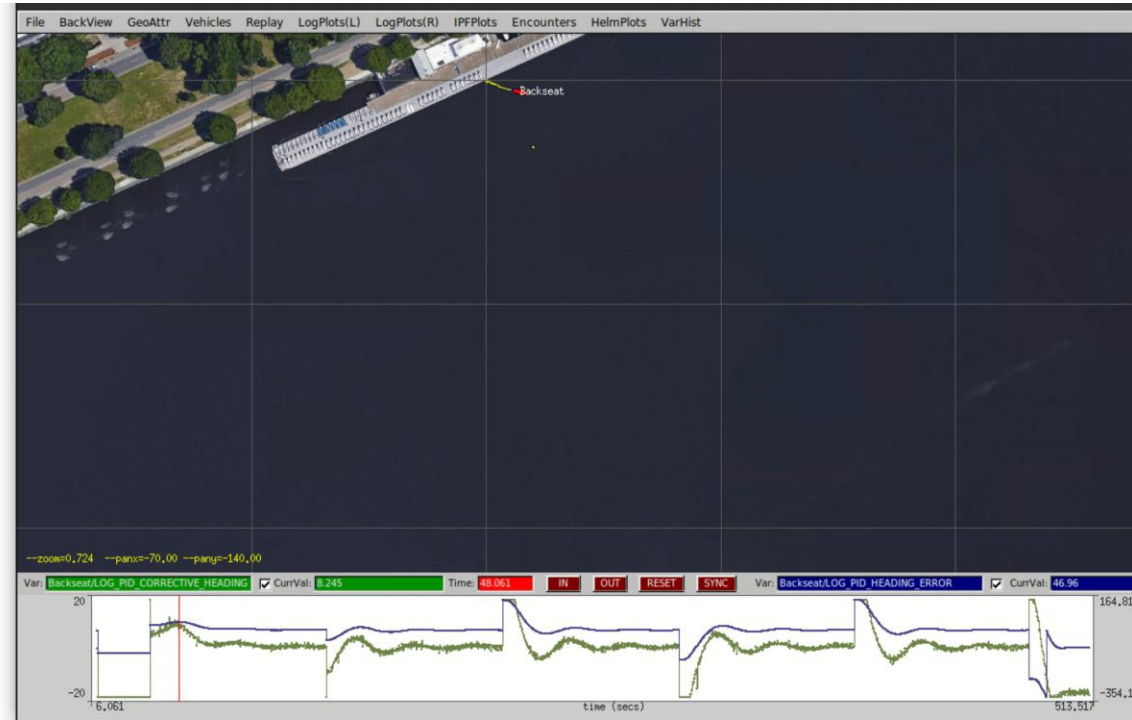 File BackView GeoAttr Vehicles Replay LogPlots(L) LogPlots(R) IPFPlots Encounters HelmPlots VarHist
Backseat
--zoom=0.724 --panx=-70.00 --pany=-140.00
Var: Backseat/LOG_PID_CORRECTIVE_HEADING CurrVal: 8.245 Time: 48.061 IN OUT RESET SYNC Var: Backseat/LOG_PID_HEADING_ERROR CurrVal: 46.96
20 164.81
-20 -354.1
6.061 time (secs) 513.517